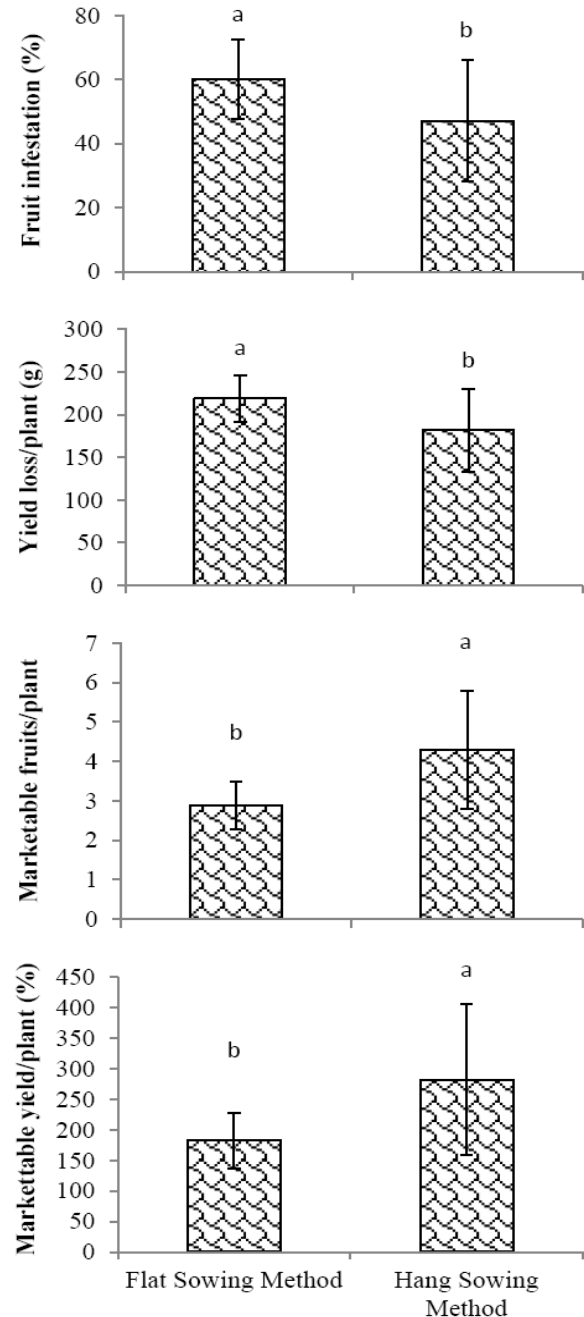 Fruit infestation (%)
80
60
40
20
0
a
b
Yield loss/plant (g)
300
250
200
150
100
50
0
a
b
Marketable fruits/plant
7
6
5
4
3
2
1
0
b
a
Markettable yield/plant (%)
450
400
350
300
250
200
150
100
50
0
b
a
Flat Sowing Method
Hang Sowing
Method